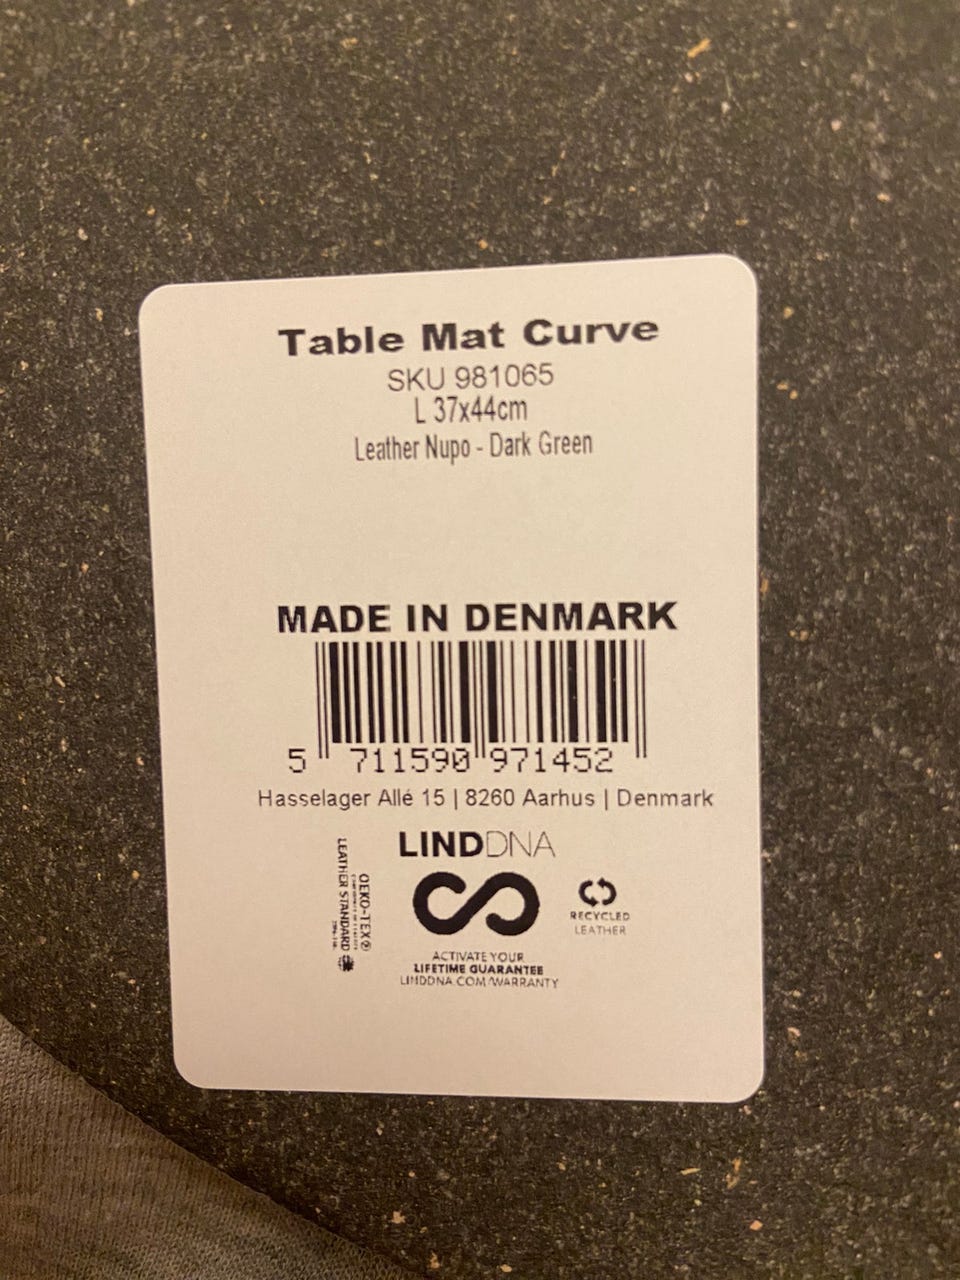 Table Mat Curve
SKU 981065
L 37x44cm
Leather Nupo - Dark Green
MADE IN DENMARK
5 711590 971452
Hasselager Allé 15 | 8260 Aarhus | Denmark
LINDDNA
OEKO-TEX®
LEATHER STANDARD
RECYCLED
LEATHER
ACTIVATE YOUR
LIFETIME GUARANTEE
LINDDNA.COM/WARRANTY